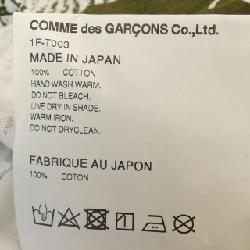 COMME des GARÇONS Co.,Ltd.
1F-T003
MADE IN JAPAN
100% COTTON
HAND WASH WARM.
DO NOT BLEACH.
LINE DRY IN SHADE.
WARM IRON.
DO NOT DRYCLEAN.
FABRIQUE AU JAPON
100% COTON